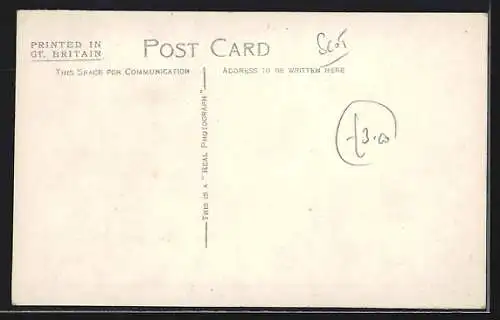 PRINTED IN
GT. BRITAIN
POST CARD
Scot
THIS SPACE FOR COMMUNICATION
ADDRESS TO BE WRITTEN HERE
THIS IS A "REAL PHOTOGRAPH"
£3.00